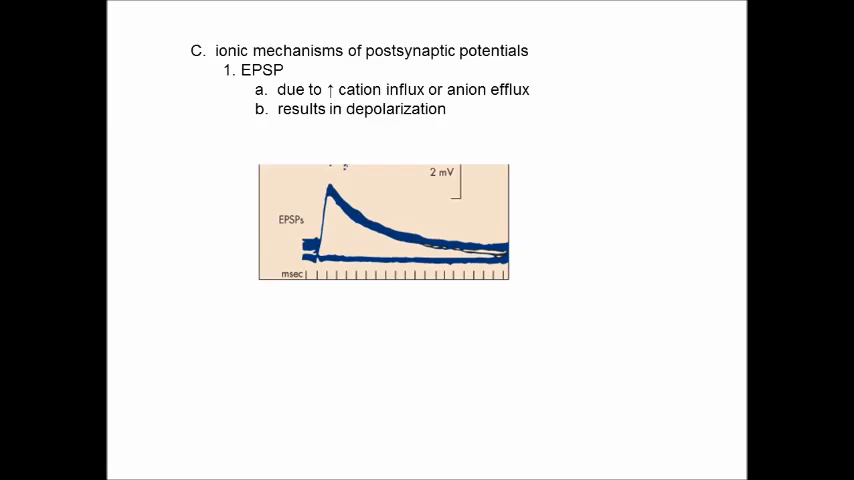 C. ionic mechanisms of postsynaptic potentials
1. EPSP
a. due to ↑ cation influx or anion efflux
b. results in depolarization
2 mV
EPSPs
msec